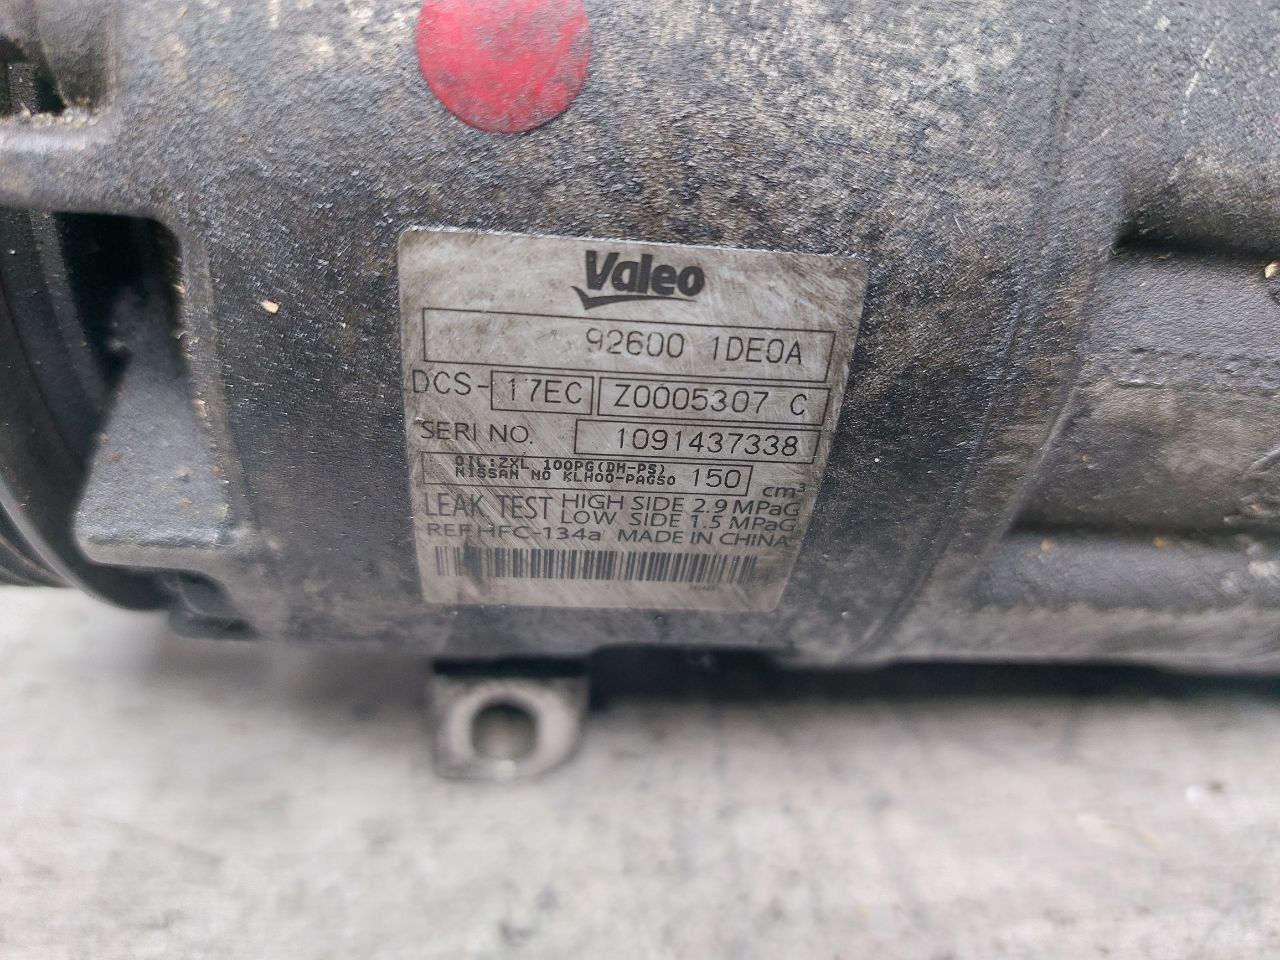 Valeo
92600 1DE0A
DCS- 17EC Z0005307 C
SERI NO. 1091437338
OIL:ZXL 100PG(DH-PS)
NISSAN NO KLH00-PAGS0 150 cm³
LEAK TEST HIGH SIDE 2.9 MPaG
LOW SIDE 1.5 MPaG
REF HFC-134a MADE IN CHINA